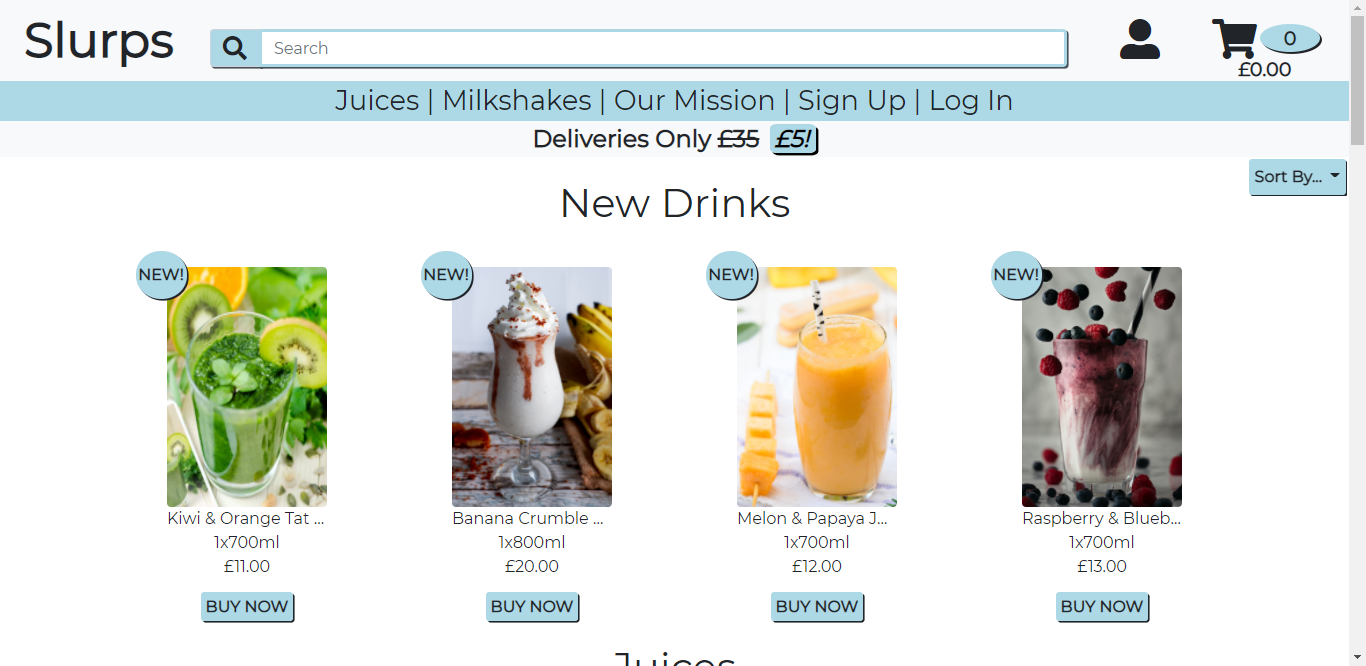 Slurps
Search
0
£0.00
Juices | Milkshakes | Our Mission | Sign Up | Log In
Deliveries Only £35 £5!
Sort By...
New Drinks
NEW! NEW! NEW! NEW!
Kiwi & Orange Tat ... Banana Crumble ... Melon & Papaya J... Raspberry & Blueb...
1x700ml 1x800ml 1x700ml 1x700ml
£11.00 £20.00 £12.00 £13.00
BUY NOW BUY NOW BUY NOW BUY NOW
Juices